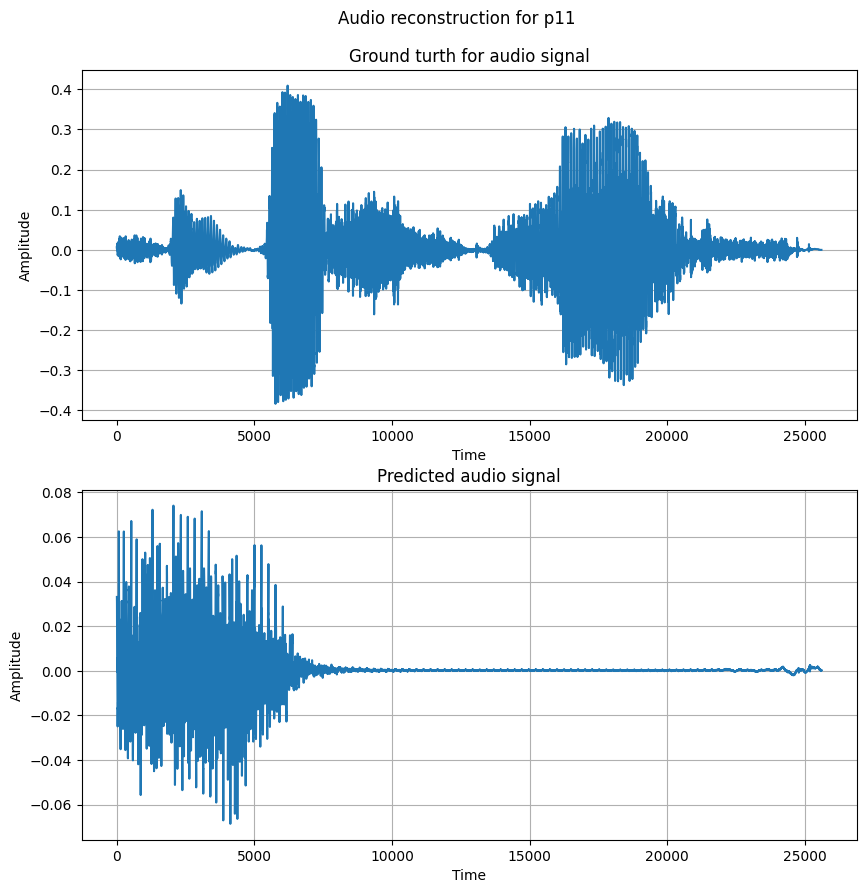 Audio reconstruction for p11
Ground turth for audio signal
0.4
0.3
0.2
0.1
0.0
−0.1
−0.2
−0.3
−0.4
Amplitude
0 5000 10000 15000 20000 25000
Time
Predicted audio signal
0.08
0.06
0.04
0.02
0.00
−0.02
−0.04
−0.06
Amplitude
0 5000 10000 15000 20000 25000
Time